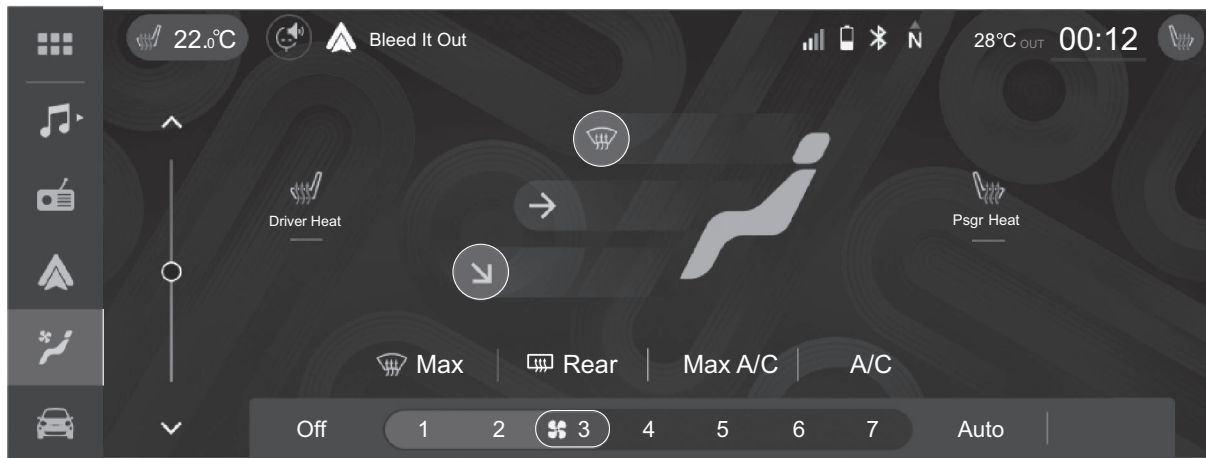 22.0°C Bleed It Out N 28°C OUT 00:12
Driver Heat Psgr Heat
Max Rear Max A/C A/C
Off 1 2 3 4 5 6 7 Auto